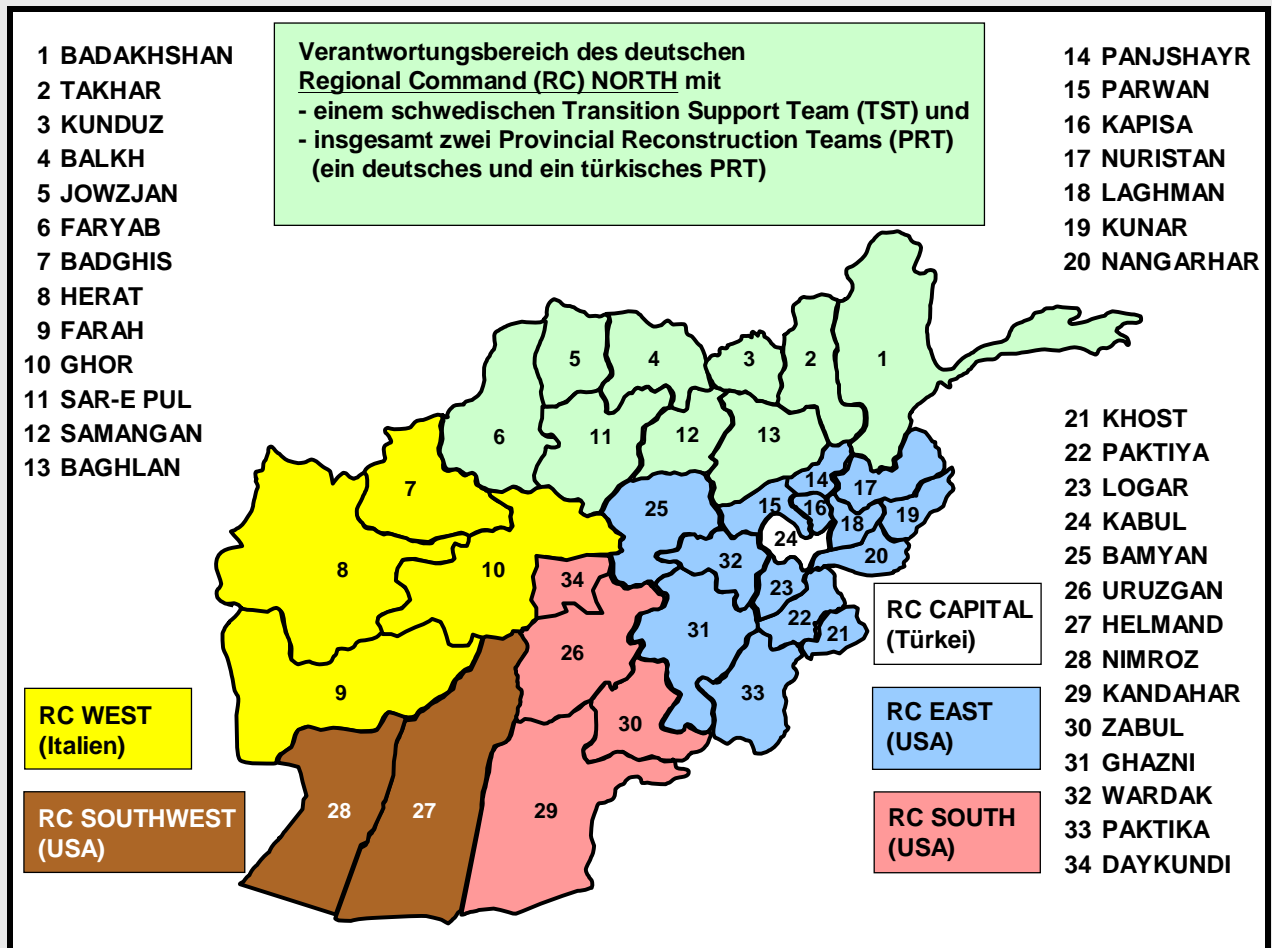 1 BADAKHSHAN
2 TAKHAR
3 KUNDUZ
4 BALKH
5 JOWZJAN
6 FARYAB
7 BADGHIS
8 HERAT
9 FARAH
10 GHOR
11 SAR-E PUL
12 SAMANGAN
13 BAGHLAN
Verantwortungsbereich des deutschen
Regional Command (RC) NORTH mit
- einem schwedischen Transition Support Team (TST) und
- insgesamt zwei Provincial Reconstruction Teams (PRT)
(ein deutsches und ein türkisches PRT)
14 PANJSHAYR
15 PARWAN
16 KAPISA
17 NURISTAN
18 LAGHMAN
19 KUNAR
20 NANGARHAR
21 KHOST
22 PAKTIYA
23 LOGAR
24 KABUL
25 BAMYAN
26 URUZGAN
27 HELMAND
28 NIMROZ
29 KANDAHAR
30 ZABUL
31 GHAZNI
32 WARDAK
33 PAKTIKA
34 DAYKUNDI
5
4
3
2
1
6
11
12
13
7
14
17
25
15
16
18
19
24
20
8
10
34
32
23
22
21
31
26
33
9
30
28
27
29
RC WEST
(Italien)
RC SOUTHWEST
(USA)
RC CAPITAL
(Türkei)
RC EAST
(USA)
RC SOUTH
(USA)